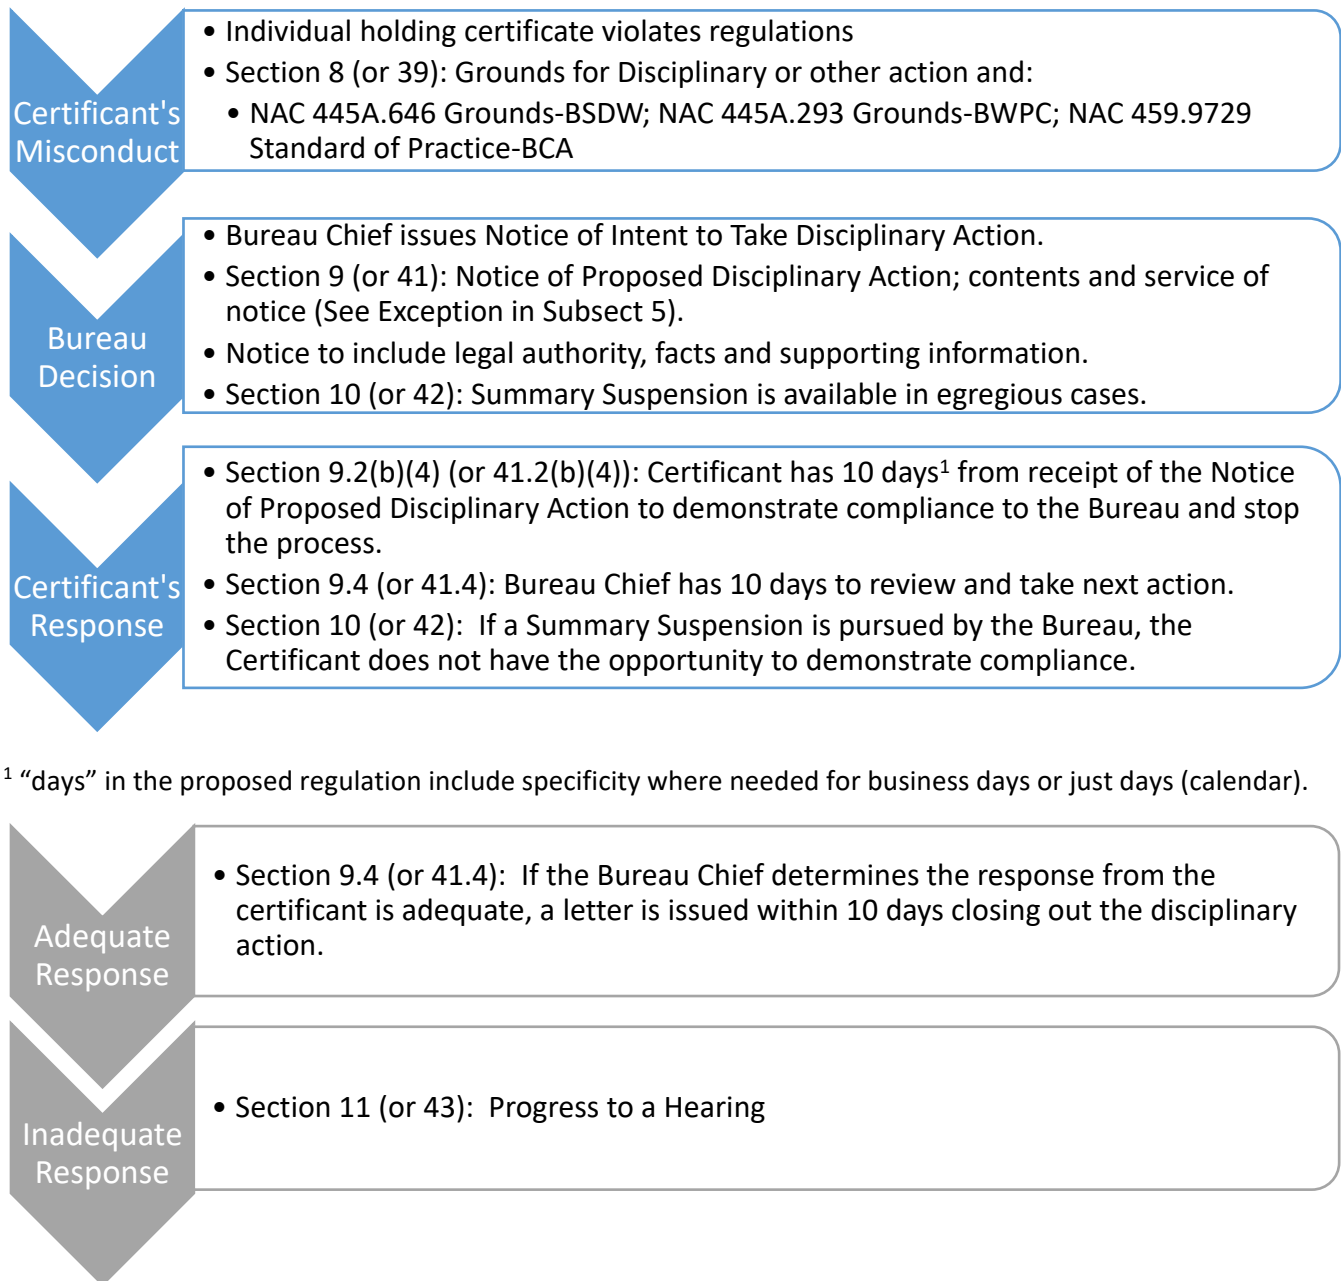 Certificant's
Misconduct
• Individual holding certificate violates regulations
• Section 8 (or 39): Grounds for Disciplinary or other action and:
• NAC 445A.646 Grounds-BSDW; NAC 445A.293 Grounds-BWPC; NAC 459.9729
Standard of Practice-BCA
Bureau
Decision
• Bureau Chief issues Notice of Intent to Take Disciplinary Action.
• Section 9 (or 41): Notice of Proposed Disciplinary Action; contents and service of
notice (See Exception in Subsect 5).
• Notice to include legal authority, facts and supporting information.
• Section 10 (or 42): Summary Suspension is available in egregious cases.
Certificant's
Response
• Section 9.2(b)(4) (or 41.2(b)(4)): Certificant has 10 days¹ from receipt of the Notice
of Proposed Disciplinary Action to demonstrate compliance to the Bureau and stop
the process.
• Section 9.4 (or 41.4): Bureau Chief has 10 days to review and take next action.
• Section 10 (or 42): If a Summary Suspension is pursued by the Bureau, the
Certificant does not have the opportunity to demonstrate compliance.
¹ “days” in the proposed regulation include specificity where needed for business days or just days (calendar).
Adequate
Response
• Section 9.4 (or 41.4): If the Bureau Chief determines the response from the
certificant is adequate, a letter is issued within 10 days closing out the disciplinary
action.
Inadequate
Response
• Section 11 (or 43): Progress to a Hearing